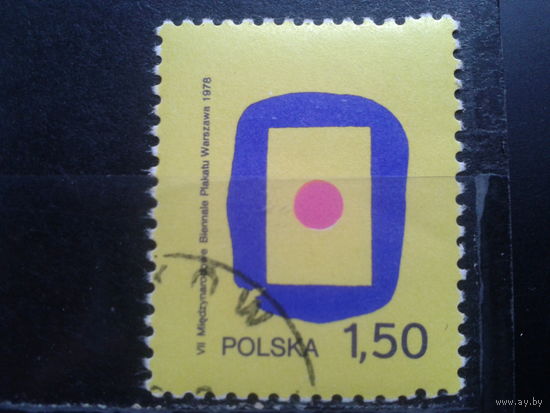 VII Międzynarodowe Biennale Plakatu Warszawa 1978
POLSKA 1,50
© www.ay.by